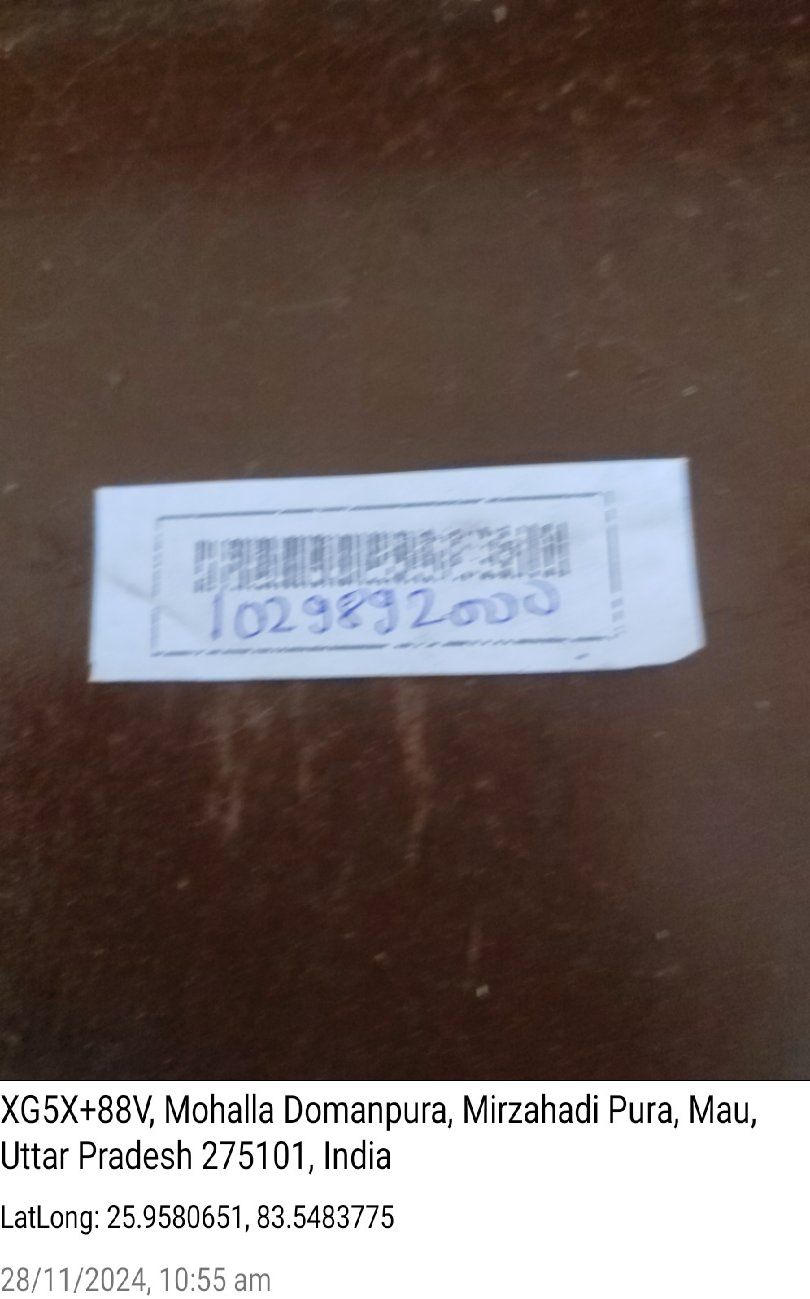 1029892000
XG5X+88V, Mohalla Domanpura, Mirzahadi Pura, Mau,
Uttar Pradesh 275101, India
LatLong: 25.9580651, 83.5483775
28/11/2024, 10:55 am